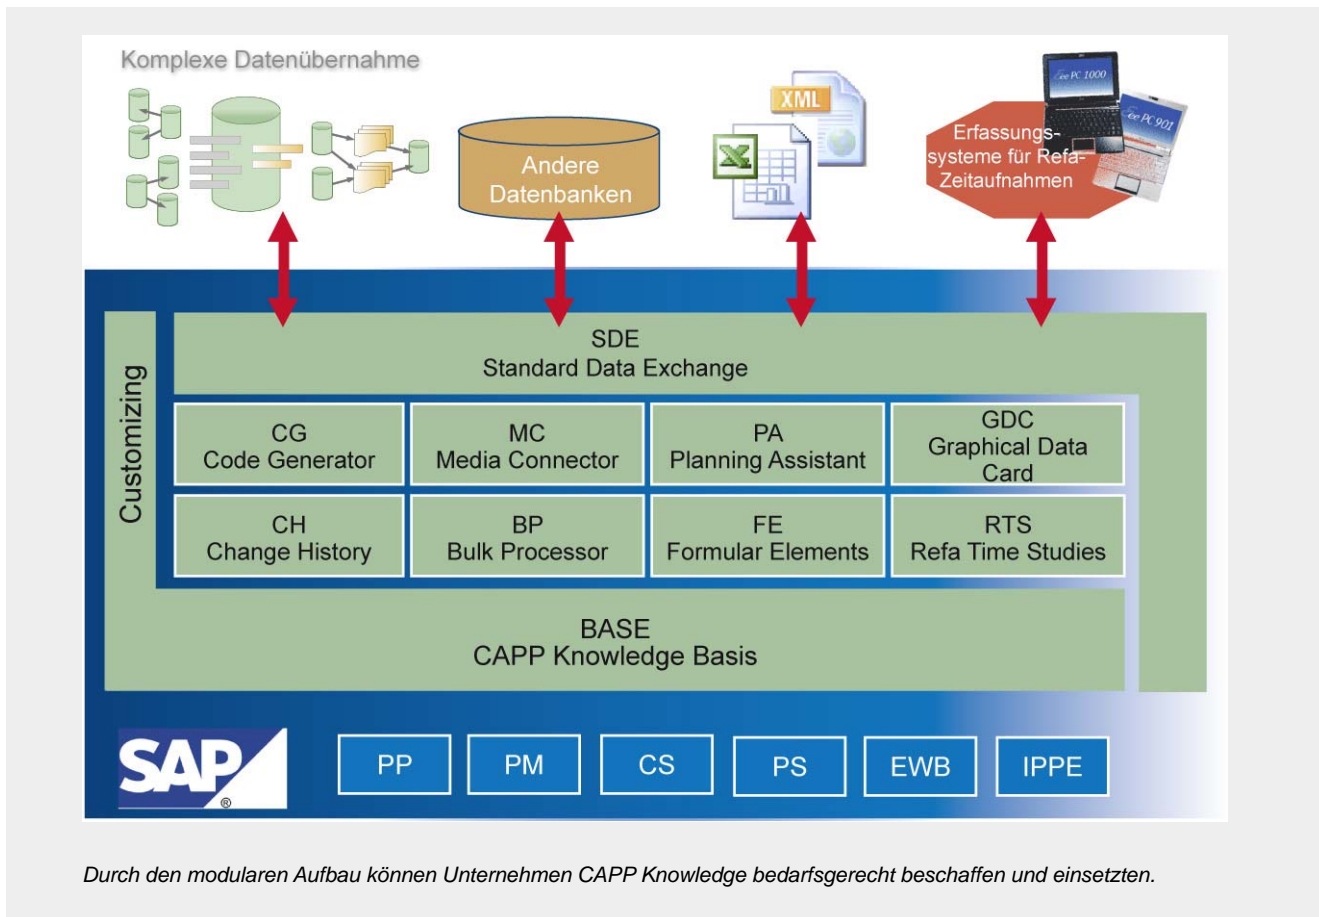 Komplexe Datenübernahme
XML
Andere
Datenbanken
Erfassungs-
systeme für Refa-
Zeitaufnahmen
Eee PC 1000
Eee PC 901
Customizing
SDE
Standard Data Exchange
CG
Code Generator
MC
Media Connector
PA
Planning Assistant
GDC
Graphical Data
Card
CH
Change History
BP
Bulk Processor
FE
Formular Elements
RTS
Refa Time Studies
BASE
CAPP Knowledge Basis
SAP
®
PP
PM
CS
PS
EWB
IPPE
Durch den modularen Aufbau können Unternehmen CAPP Knowledge bedarfsgerecht beschaffen und einsetzten.